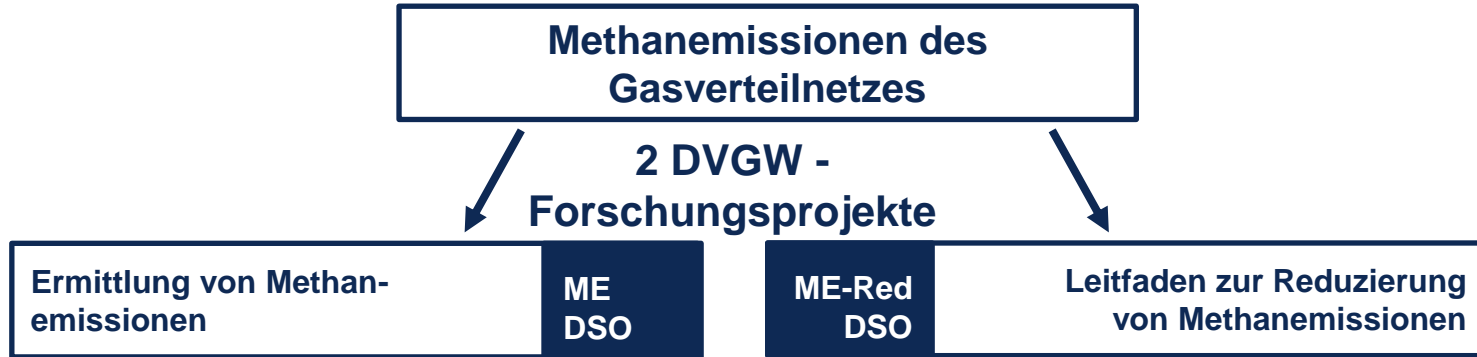 Methanemissionen des
Gasverteilnetzes
2 DVGW -
Forschungsprojekte
Ermittlung von Methan-
emissionen
ME
DSO
ME-Red
DSO
Leitfaden zur Reduzierung
von Methanemissionen